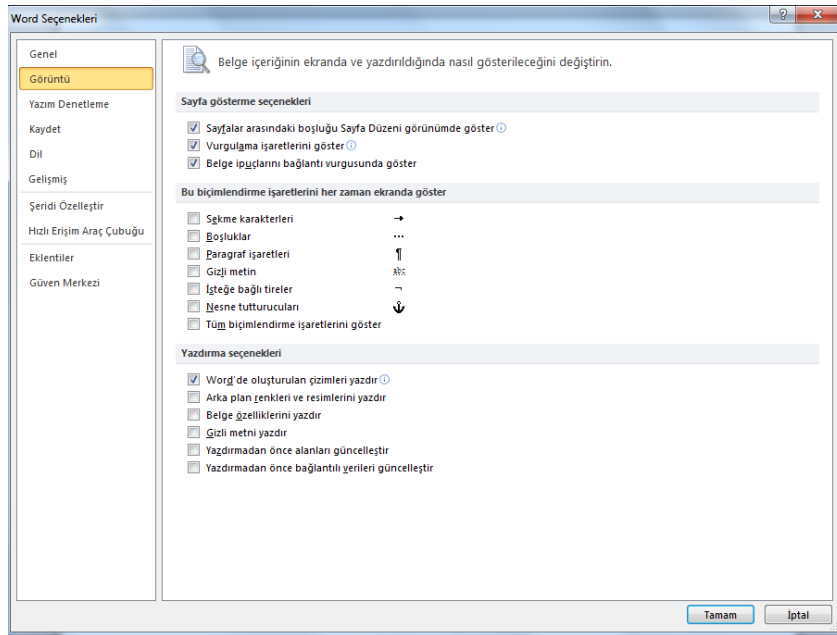 Word Seçenekleri
Genel
Görüntü
Yazım Denetleme
Kaydet
Dil
Gelişmiş
Şeridi Özelleştir
Hızlı Erişim Araç Çubuğu
Eklentiler
Güven Merkezi
Belge içeriğinin ekranda ve yazdırıldığında nasıl gösterileceğini değiştirin.
Sayfa gösterme seçenekleri
Sayfalar arasındaki boşluğu Sayfa Düzeni görünümde göster
Vurgulama işaretlerini göster
Belge ipuçlarını bağlantı vurgusunda göster
Bu biçimlendirme işaretlerini her zaman ekranda göster
Sekme karakterleri →
Boşluklar ···
Paragraf işaretleri ¶
Gizli metin abc
İsteğe bağlı tireler ¬
Nesne tutturucuları
Tüm biçimlendirme işaretlerini göster
Yazdırma seçenekleri
Word'de oluşturulan çizimleri yazdır
Arka plan renkleri ve resimlerini yazdır
Belge özelliklerini yazdır
Gizli metni yazdır
Yazdırmadan önce alanları güncelleştir
Yazdırmadan önce bağlantılı verileri güncelleştir
Tamam İptal